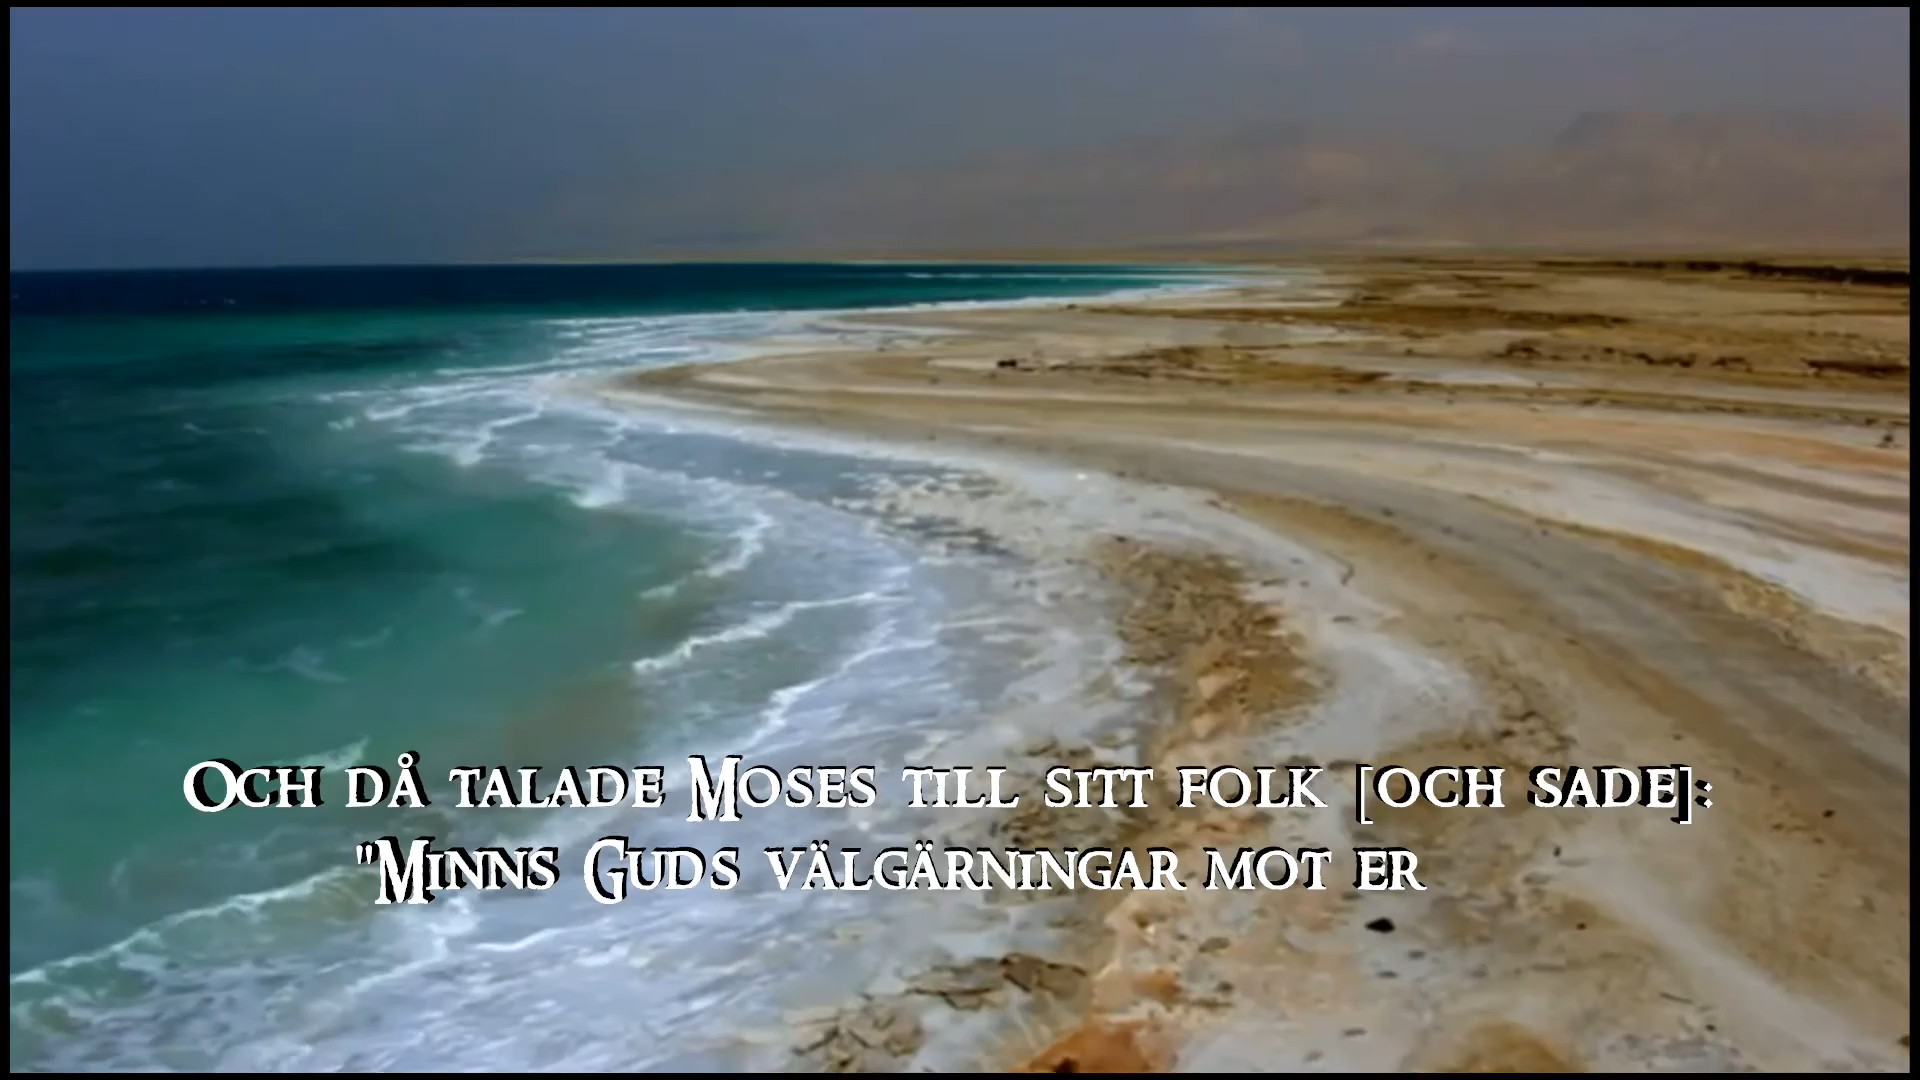 Och då talade Moses till sitt folk [och sade]:
"Minns Guds välgärningar mot er